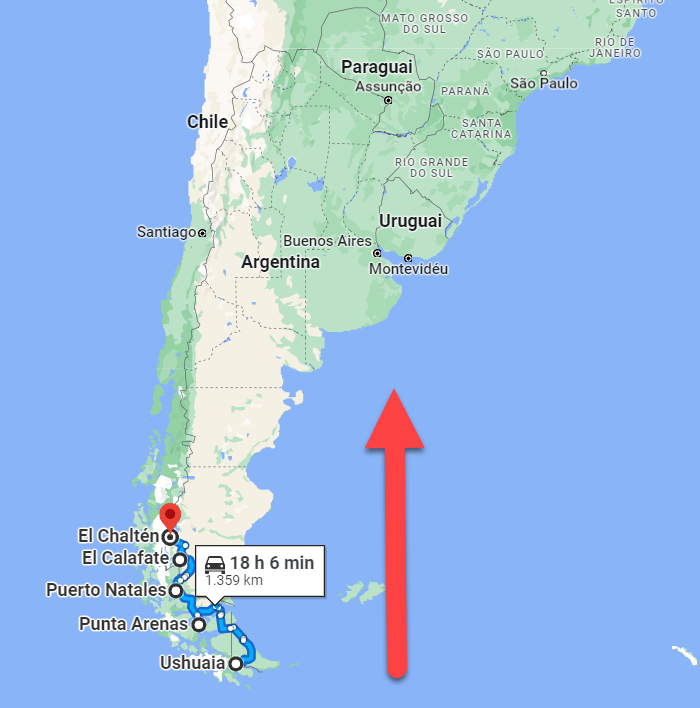 ESPÍRITO
SANTO
MATO GROSSO
DO SUL
RIO DE
JANEIRO
SÃO PAULO
Paraguai
Assunção
São Paulo
PARANÁ
Chile
SANTA
CATARINA
RIO GRANDE
DO SUL
Uruguai
Santiago
Buenos Aires
Argentina
Montevidéu
El Chaltén
El Calafate
18 h 6 min
1.359 km
Puerto Natales
Punta Arenas
Ushuaia